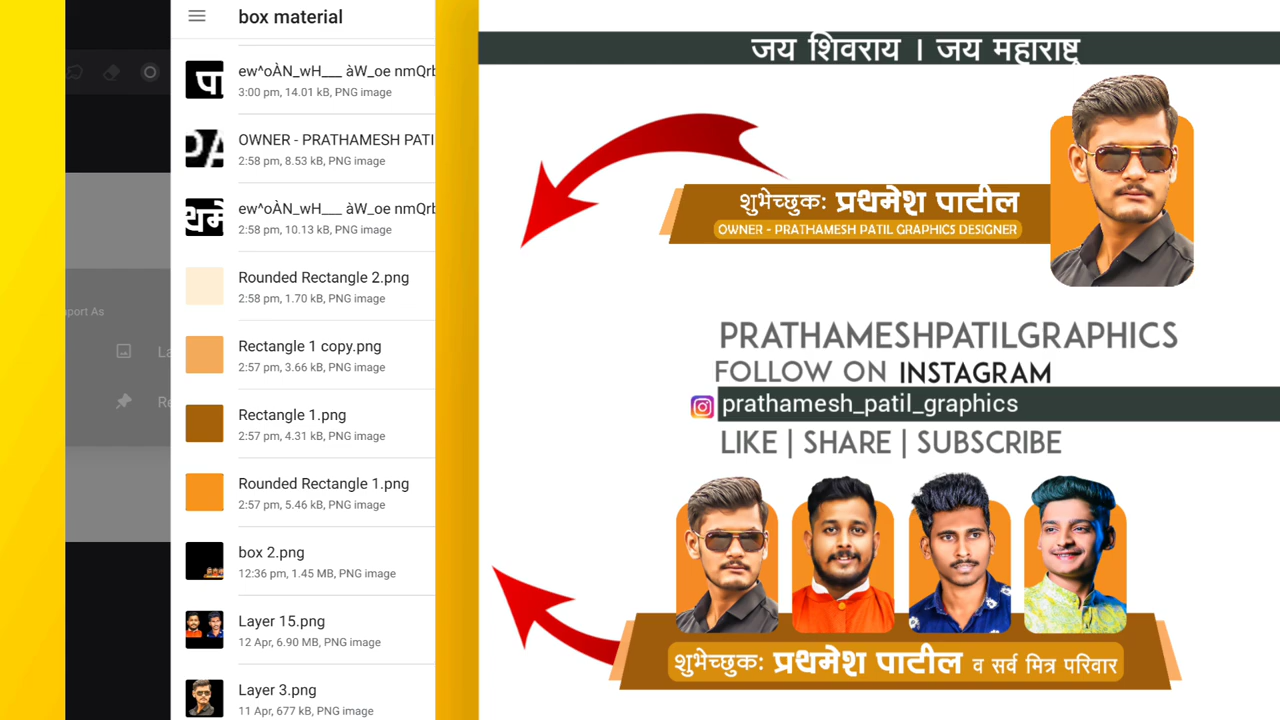 box material
ew^oÀN_wH___ àW_oe nmQrb
3:00 pm, 14.01 kB, PNG image
OWNER - PRATHAMESH PATI
2:58 pm, 8.53 kB, PNG image
ew^oÀN_wH___ àW_oe nmQrb
2:58 pm, 10.13 kB, PNG image
Rounded Rectangle 2.png
2:58 pm, 1.70 kB, PNG image
Rectangle 1 copy.png
2:57 pm, 3.66 kB, PNG image
Rectangle 1.png
2:57 pm, 4.31 kB, PNG image
Rounded Rectangle 1.png
2:57 pm, 5.46 kB, PNG image
box 2.png
12:36 pm, 1.45 MB, PNG image
Layer 15.png
12 Apr, 6.90 MB, PNG image
Layer 3.png
11 Apr, 677 kB, PNG image
जय शिवराय । जय महाराष्ट्र
शुभेच्छुक: प्रथमेश पाटील
OWNER - PRATHAMESH PATIL GRAPHICS DESIGNER
PRATHAMESHPATILGRAPHICS
FOLLOW ON INSTAGRAM
prathamesh_patil_graphics
LIKE | SHARE | SUBSCRIBE
शुभेच्छुक: प्रथमेश पाटील व सर्व मित्र परिवार